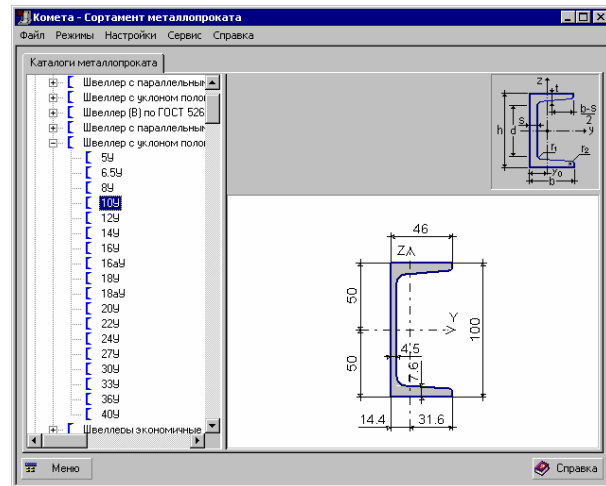 Комета - Сортамент металлопроката
Файл Режимы Настройки Сервис Справка
Каталоги металлопроката
Швеллер с параллельным
Швеллер с уклоном поло
Швеллер (В) по ГОСТ 526
Швеллер с параллельным
Швеллер с уклоном поло
5У
6.5У
8У
10У
12У
14У
16У
16аУ
18У
18аУ
20У
22У
24У
27У
30У
33У
36У
40У
Швеллеры экономичные
z t
b-s
2
s
h d y
r1 r2
y0
b
46
Z
50
Y
100
4.5
50
7.6
14.4 31.6
Меню Справка